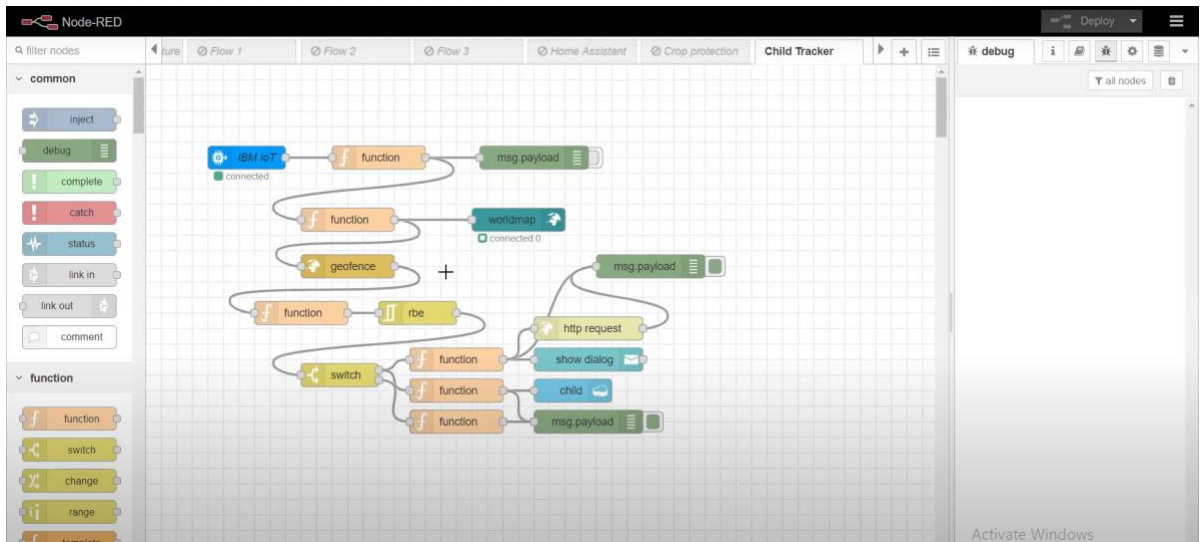 Node-RED
Deploy
filter nodes
ture
Flow 1
Flow 2
Flow 3
Home Assistant
Crop protection
Child Tracker
debug
all nodes
common
inject
debug
complete
catch
status
link in
link out
comment
function
function
switch
change
range
template
IBM IoT
connected
function
msg.payload
function
worldmap
connected 0
geofence
msg.payload
function
rbe
http request
switch
function
show dialog
function
child
function
msg.payload
Activate Windows